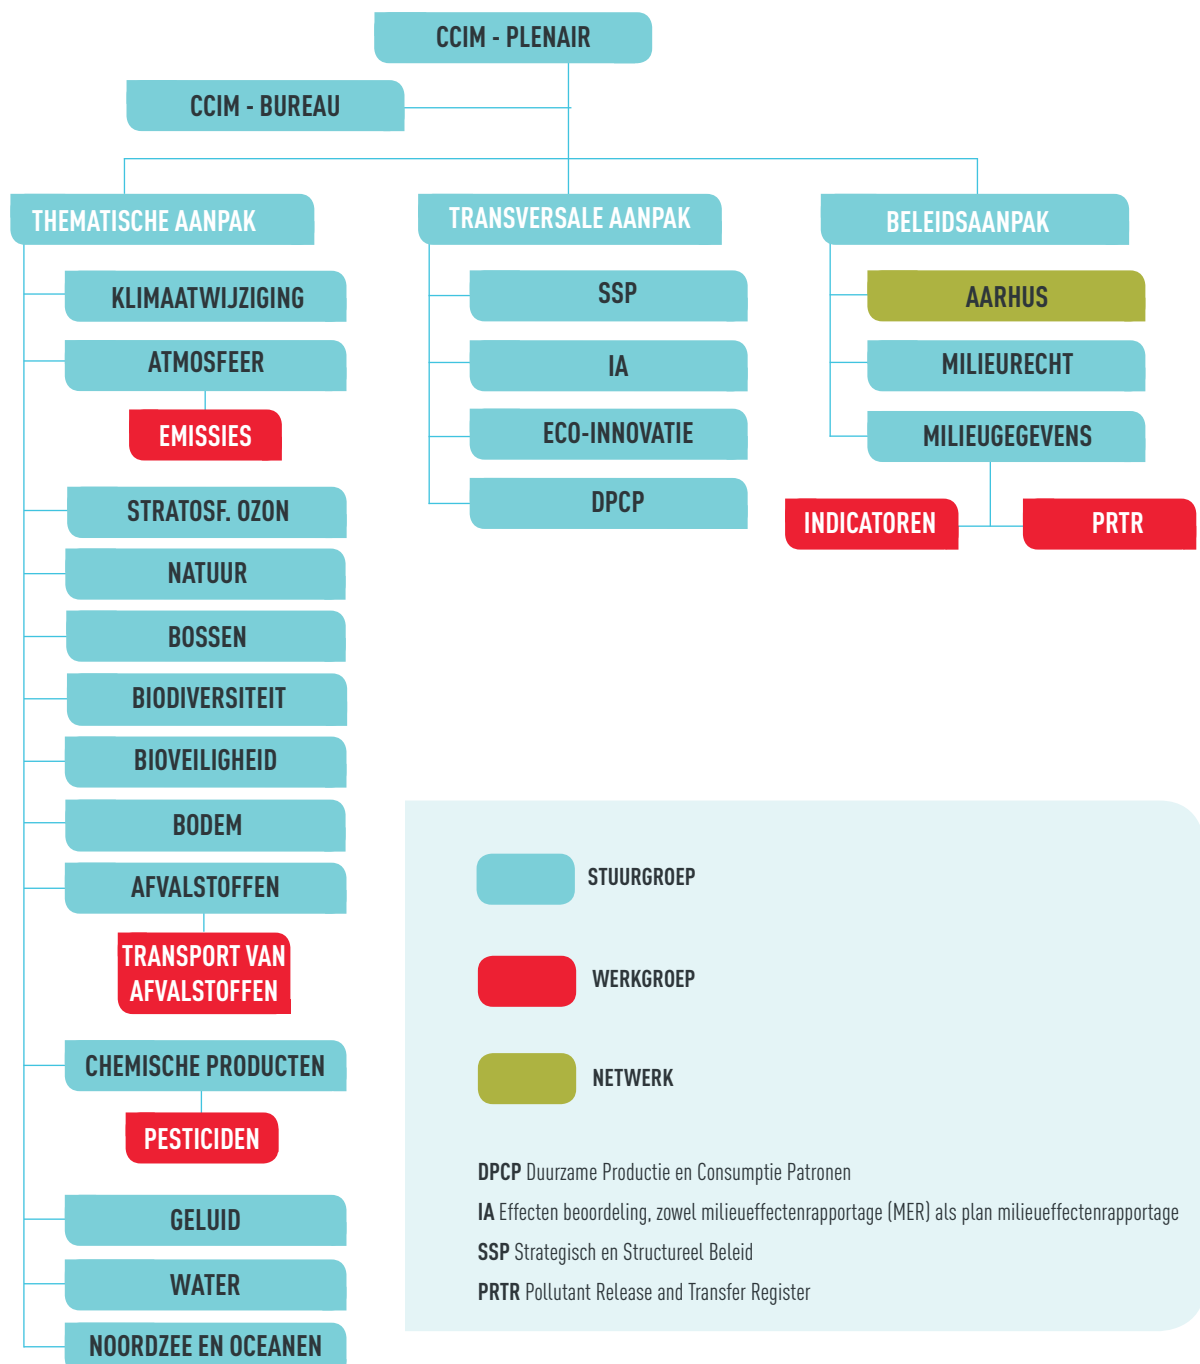 CCIM - PLENAIR
CCIM - BUREAU
THEMATISCHE AANPAK
KLIMAATWIJZIGING
ATMOSFEER
EMISSIES
STRATOSF. OZON
NATUUR
BOSSEN
BIODIVERSITEIT
BIOVEILIGHEID
BODEM
AFVALSTOFFEN
TRANSPORT VAN
AFVALSTOFFEN
CHEMISCHE PRODUCTEN
PESTICIDEN
GELUID
WATER
NOORDZEE EN OCEANEN
TRANSVERSALE AANPAK
SSP
IA
ECO-INNOVATIE
DPCP
BELEIDSAANPAK
AARHUS
MILIEURECHT
MILIEUGEGEVENS
INDICATOREN
PRTR
STUURGROEP
WERKGROEP
NETWERK
DPCP Duurzame Productie en Consumptie Patronen
IA Effecten beoordeling, zowel milieueffectenrapportage (MER) als plan milieueffectenrapportage
SSP Strategisch en Structureel Beleid
PRTR Pollutant Release and Transfer Register